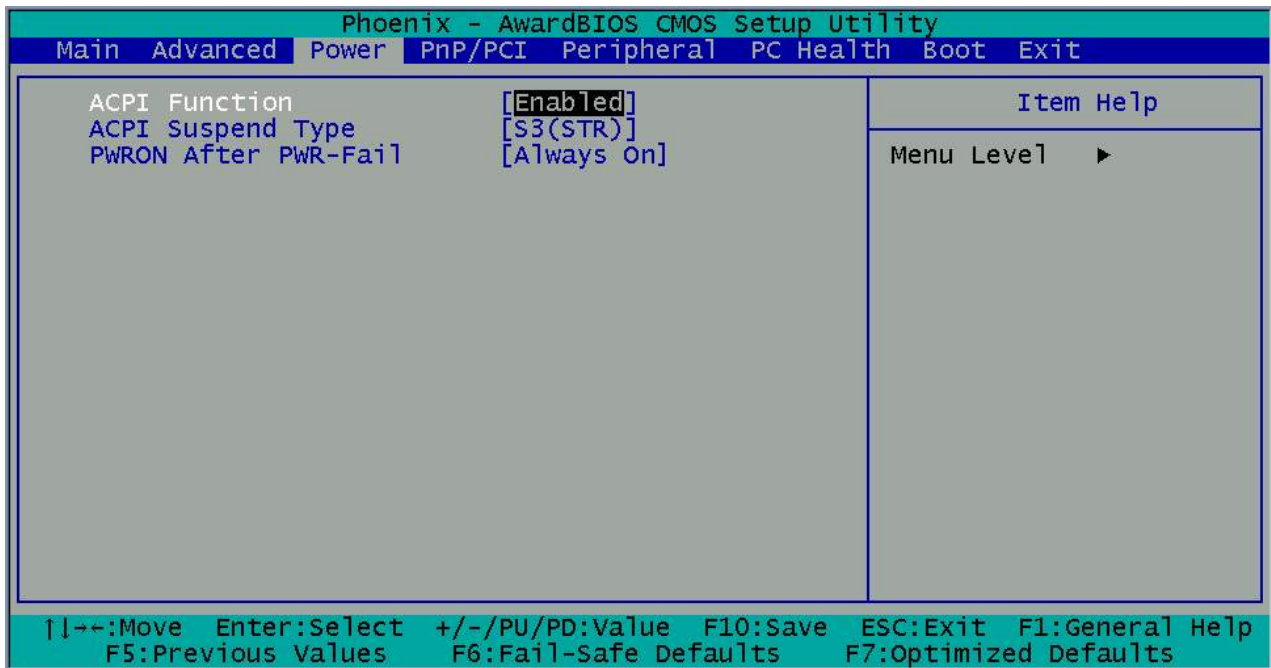 Phoenix - AwardBIOS CMOS Setup Utility
Main Advanced Power PnP/PCI Peripheral PC Health Boot Exit
ACPI Function [Enabled]
ACPI Suspend Type [S3(STR)]
PWRON After PWR-Fail [Always On]
Item Help
Menu Level ▶
↑↓→←:Move Enter:Select +/-/PU/PD:Value F10:Save ESC:Exit F1:General Help
F5:Previous Values F6:Fail-Safe Defaults F7:Optimized Defaults